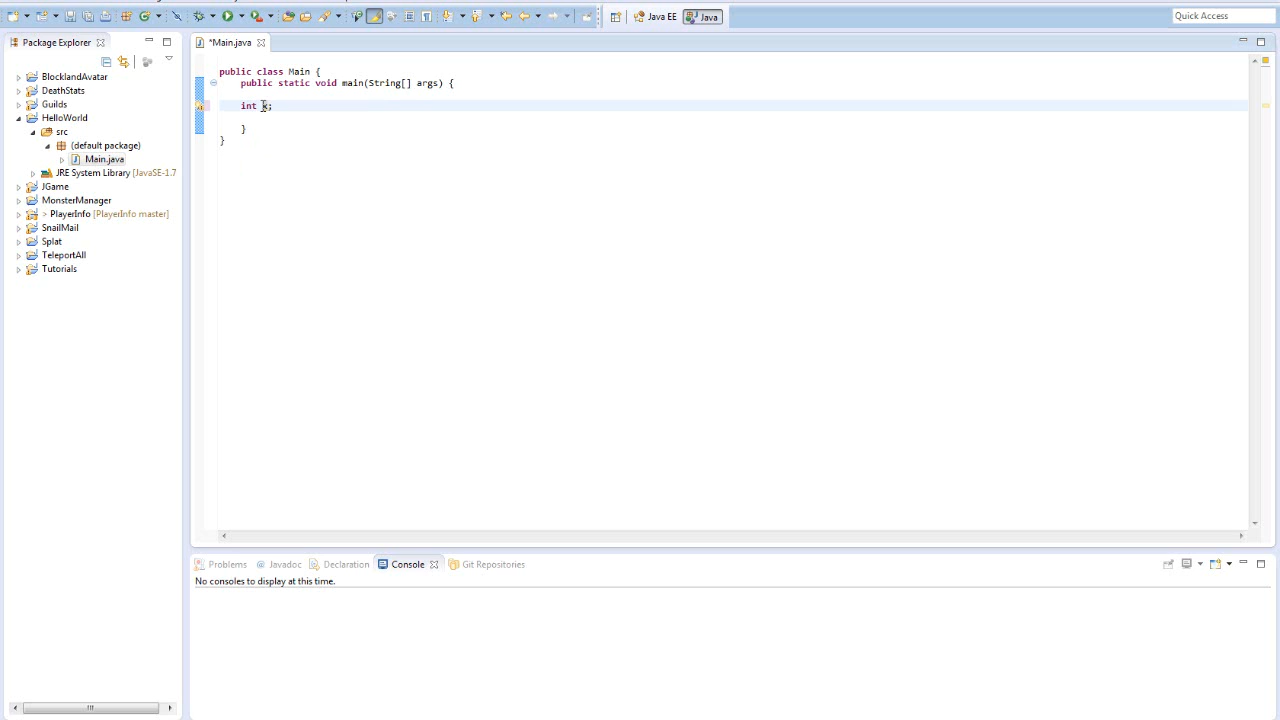 Java EE
Java
Quick Access
Package Explorer
*Main.java
BlocklandAvatar
DeathStats
Guilds
HelloWorld
src
(default package)
Main.java
JRE System Library [JavaSE-1.7
JGame
MonsterManager
> PlayerInfo [PlayerInfo master]
SnailMail
Splat
TeleportAll
Tutorials
public class Main {
public static void main(String[] args) {
int ;
}
}
Problems
@ Javadoc
Declaration
Console
Git Repositories
No consoles to display at this time.